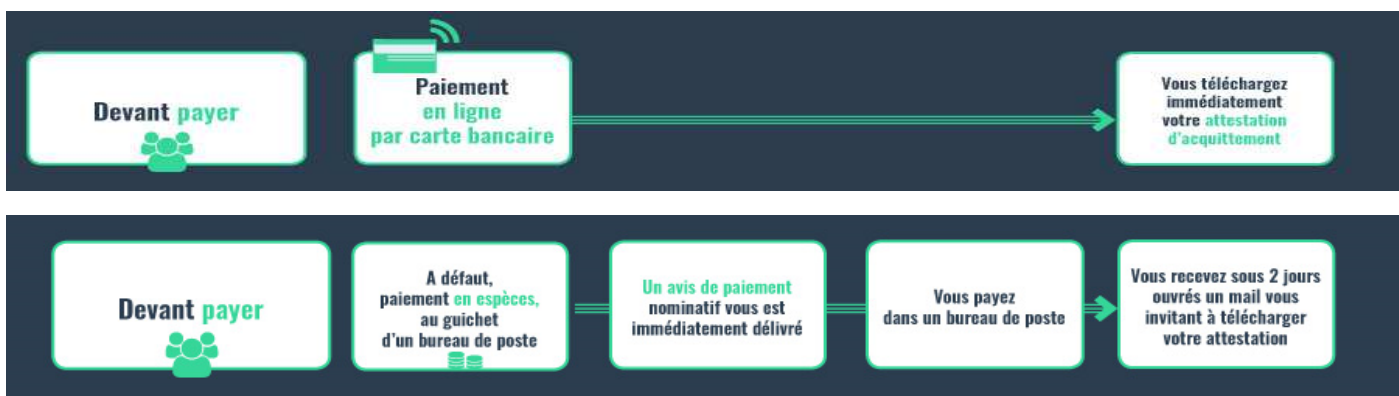 Devant payer
Paiement
en ligne
par carte bancaire
Vous téléchargez
immédiatement
votre attestation
d'acquittement
Devant payer
A défaut,
paiement en espèces,
au guichet
d'un bureau de poste
Un avis de paiement
nominatif vous est
immédiatement délivré
Vous payez
dans un bureau de poste
Vous recevez sous 2 jours
ouvrés un mail vous
invitant à télécharger
votre attestation